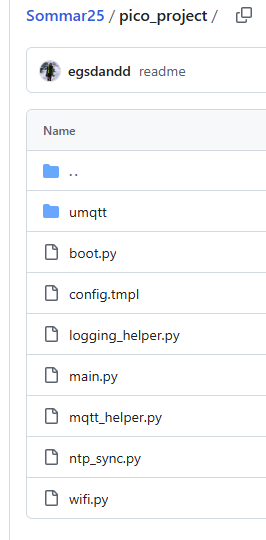 Sommar25 / pico_project /
egsdandd readme
Name
..
umqtt
boot.py
config.tmpl
logging_helper.py
main.py
mqtt_helper.py
ntp_sync.py
wifi.py